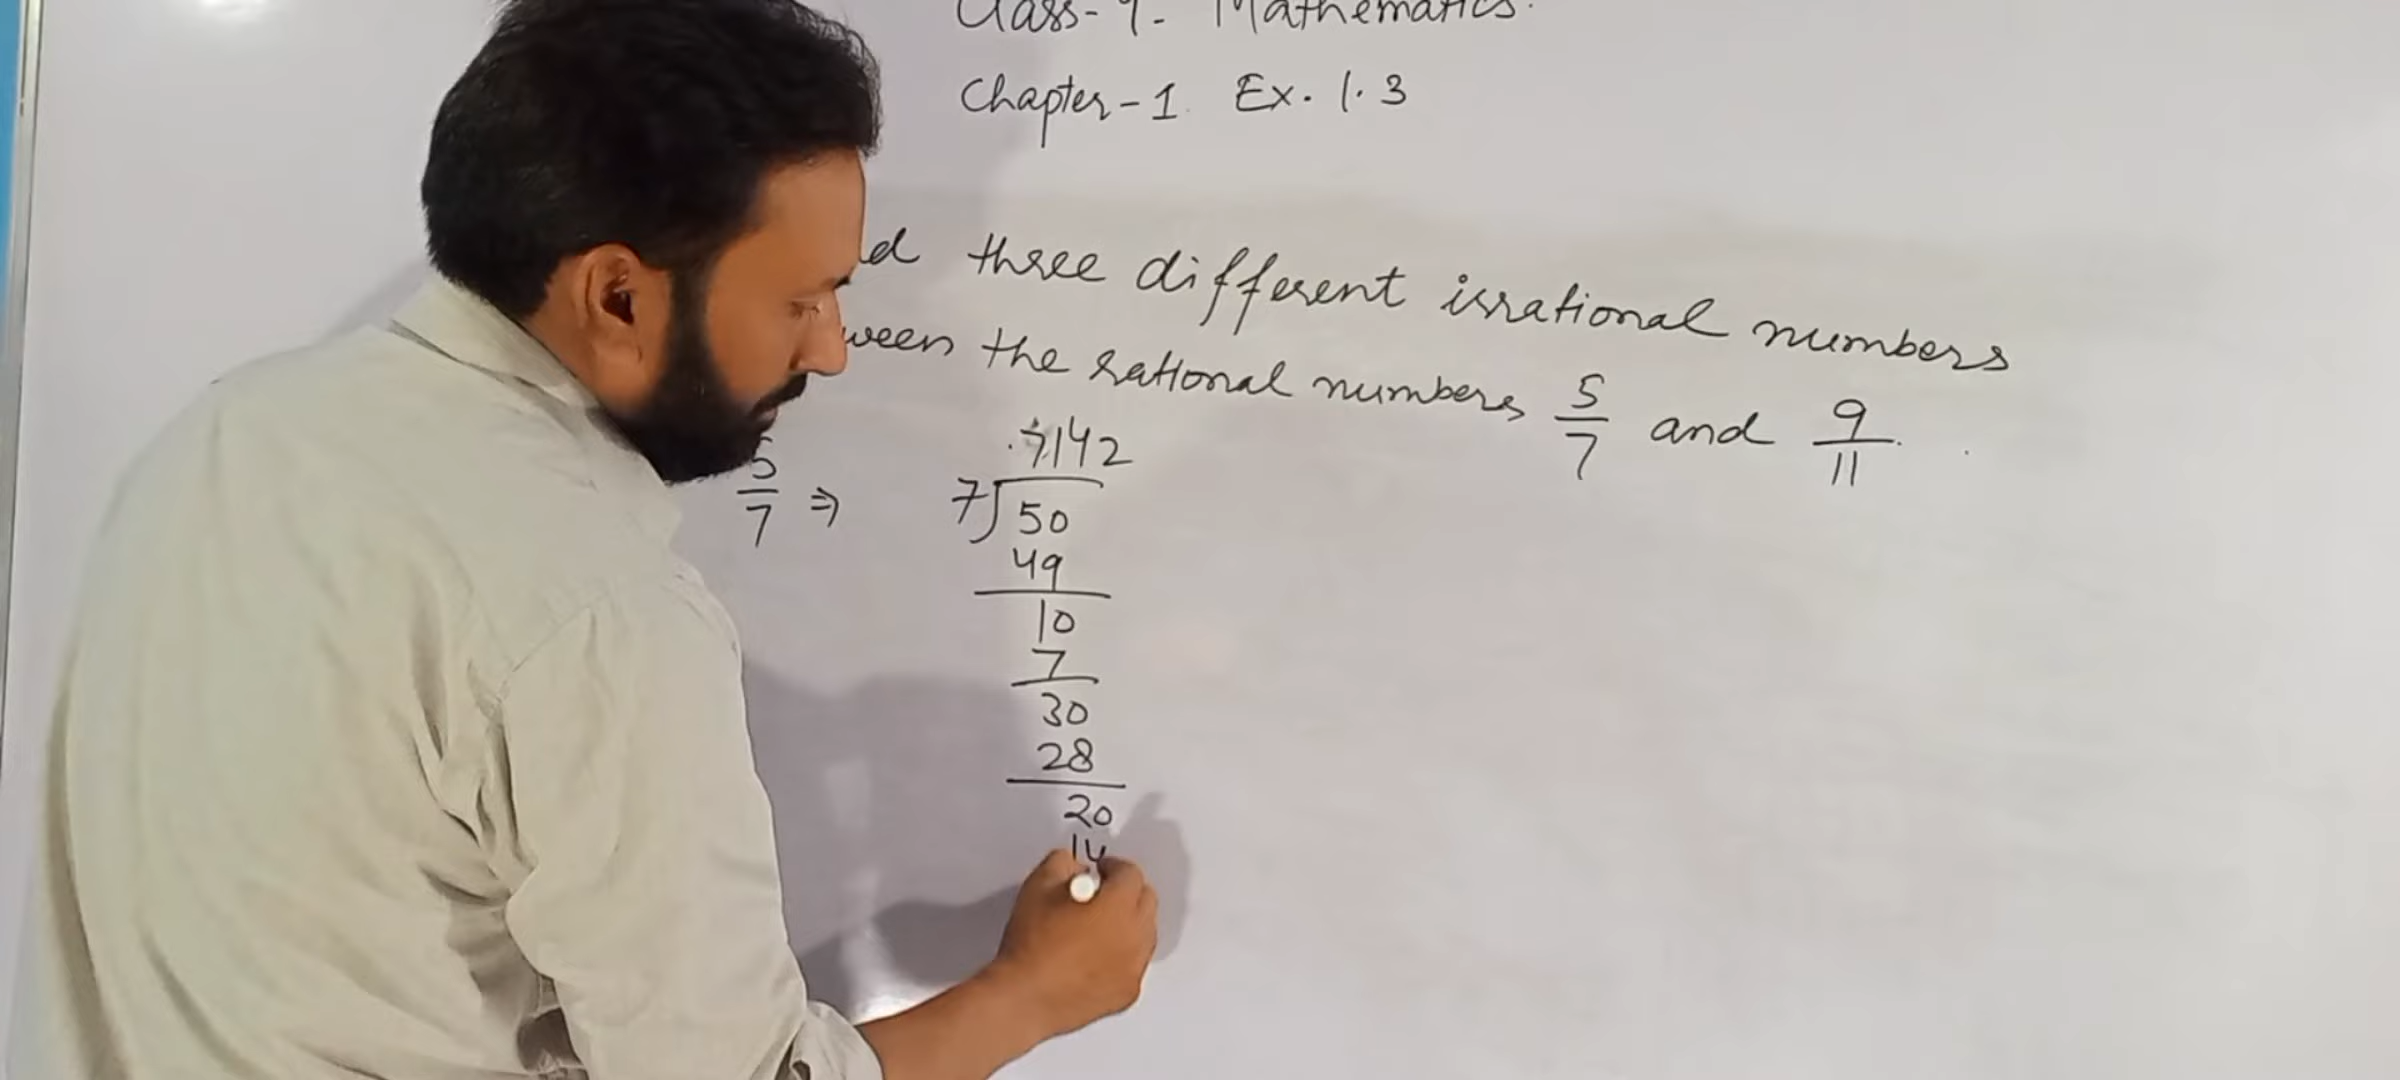 Class-9- Mathematics.
Chapter-1 Ex. 1.3
three different irrational numbers
the rational numbers 5/7 and 9/11.
5/7 ⇒
.7142
7)50
49
10
7
30
28
20
14